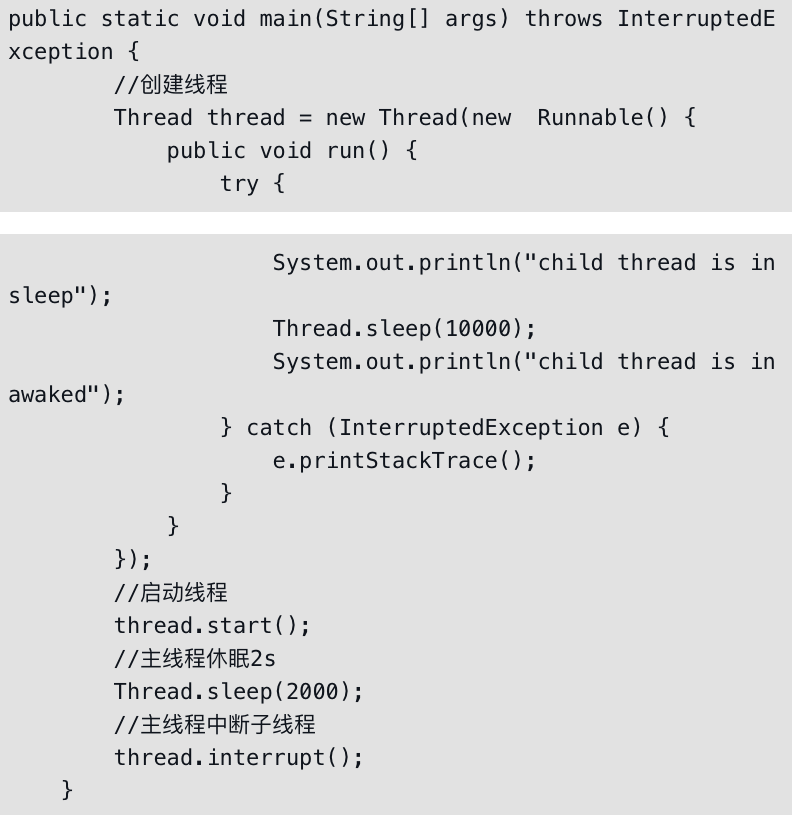 public static void main(String[] args) throws InterruptedE
xception {
        //创建线程
        Thread thread = new Thread(new  Runnable() {
            public void run() {
                try {
                    System.out.println("child thread is in
sleep");
                    Thread.sleep(10000);
                    System.out.println("child thread is in
awaked");
                } catch (InterruptedException e) {
                    e.printStackTrace();
                }
            }
        });
        //启动线程
        thread.start();
        //主线程休眠2s
        Thread.sleep(2000);
        //主线程中断子线程
        thread.interrupt();
    }